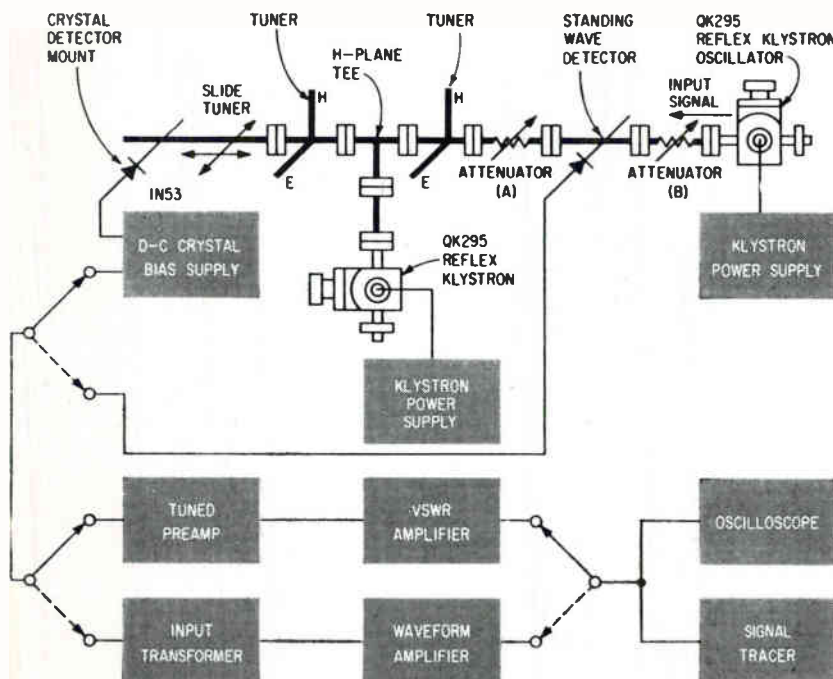 CRYSTAL
DETECTOR
MOUNT
TUNER
H-PLANE
TEE
TUNER
STANDING
WAVE
DETECTOR
QK295
REFLEX KLYSTRON
OSCILLATOR
SLIDE
TUNER
H
H
INPUT
SIGNAL
E
E
ATTENUATOR
(A)
ATTENUATOR
(B)
IN53
D-C CRYSTAL
BIAS SUPPLY
QK295
REFLEX
KLYSTRON
KLYSTRON
POWER SUPPLY
KLYSTRON
POWER
SUPPLY
TUNED
PREAMP
VSWR
AMPLIFIER
OSCILLOSCOPE
INPUT
TRANSFORMER
WAVEFORM
AMPLIFIER
SIGNAL
TRACER